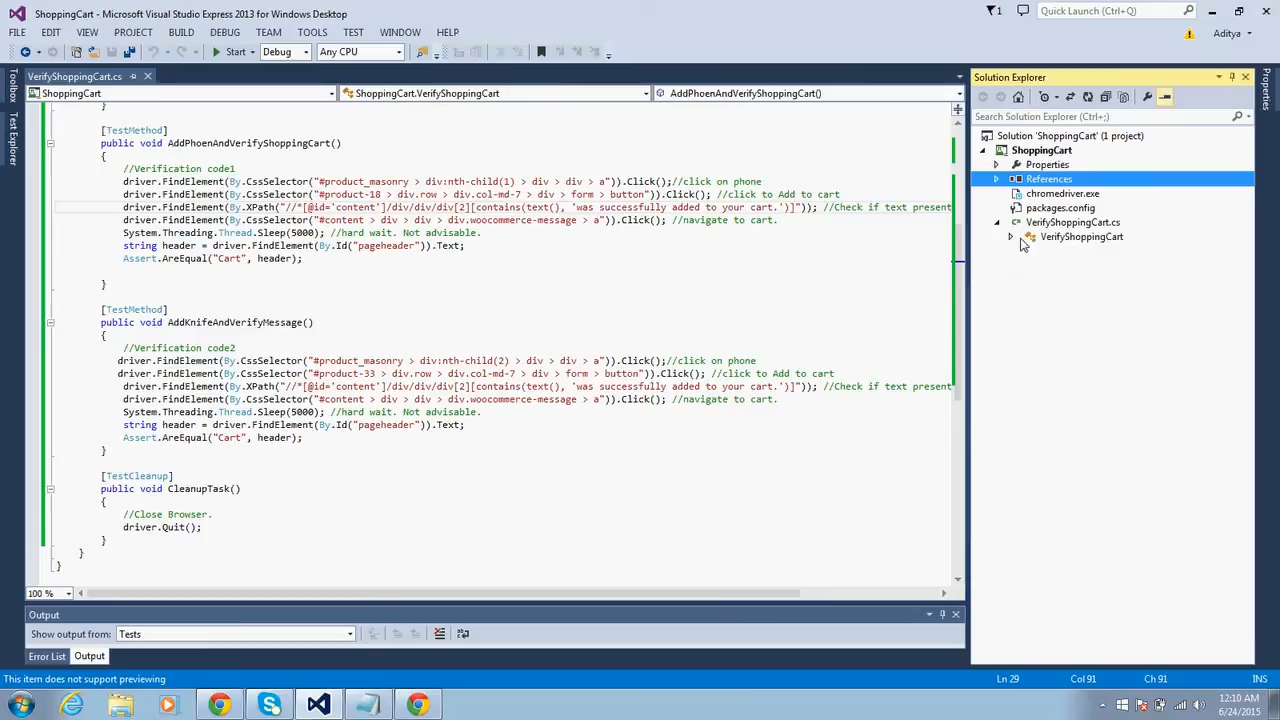 ShoppingCart - Microsoft Visual Studio Express 2013 for Windows Desktop
1
Quick Launch (Ctrl+Q)
FILE EDIT VIEW PROJECT BUILD DEBUG TEAM TOOLS TEST WINDOW HELP
Aditya
Start Debug Any CPU
Toolbox Test Explorer
VerifyShoppingCart.cs
ShoppingCart ShoppingCart.VerifyShoppingCart AddPhoenAndVerifyShoppingCart()
}
[TestMethod]
public void AddPhoenAndVerifyShoppingCart()
{
//Verification code1
driver.FindElement(By.CssSelector("#product_masonry > div:nth-child(1) > div > div > a")).Click();//click on phone
driver.FindElement(By.CssSelector("#product-18 > div.row > div.col-md-7 > div > form > button")).Click(); //click to Add to cart
driver.FindElement(By.XPath("//*[@id='content']/div/div/div[2][contains(text(), 'was successfully added to your cart.')]")); //Check if text present
driver.FindElement(By.CssSelector("#content > div > div > div.woocommerce-message > a")).Click(); //navigate to cart.
System.Threading.Thread.Sleep(5000); //hard wait. Not advisable.
string header = driver.FindElement(By.Id("pageheader")).Text;
Assert.AreEqual("Cart", header);
}
[TestMethod]
public void AddKnifeAndVerifyMessage()
{
//Verification code2
driver.FindElement(By.CssSelector("#product_masonry > div:nth-child(2) > div > div > a")).Click();//click on phone
driver.FindElement(By.CssSelector("#product-33 > div.row > div.col-md-7 > div > form > button")).Click(); //click to Add to cart
driver.FindElement(By.XPath("//*[@id='content']/div/div/div[2][contains(text(), 'was successfully added to your cart.')]")); //Check if text present
driver.FindElement(By.CssSelector("#content > div > div > div.woocommerce-message > a")).Click(); //navigate to cart.
System.Threading.Thread.Sleep(5000); //hard wait. Not advisable.
string header = driver.FindElement(By.Id("pageheader")).Text;
Assert.AreEqual("Cart", header);
}
[TestCleanup]
public void CleanupTask()
{
//Close Browser.
driver.Quit();
}
}
}
100 %
Output
Show output from: Tests
Error List Output
Solution Explorer
Search Solution Explorer (Ctrl+;)
Solution 'ShoppingCart' (1 project)
ShoppingCart
Properties
References
chromedriver.exe
packages.config
VerifyShoppingCart.cs
VerifyShoppingCart
Properties
This item does not support previewing Ln 29 Col 91 Ch 91 INS
12:10 AM
6/24/2015